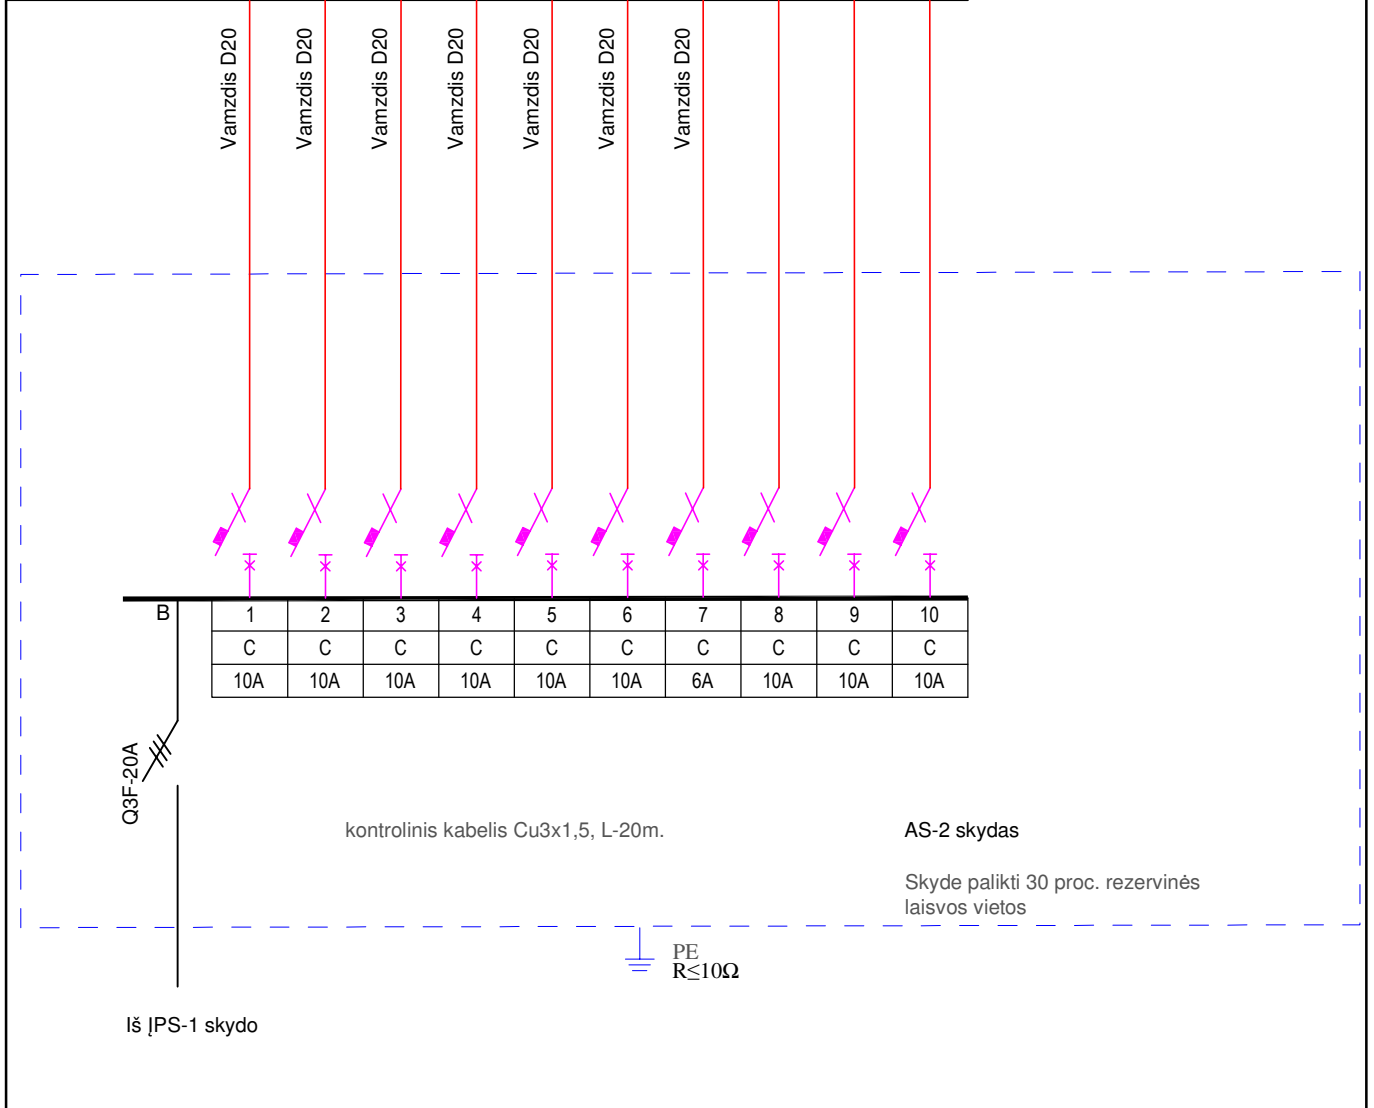 Vamzdis D20 Vamzdis D20 Vamzdis D20 Vamzdis D20 Vamzdis D20 Vamzdis D20 Vamzdis D20
B 1 2 3 4 5 6 7 8 9 10
C C C C C C C C C C
10A 10A 10A 10A 10A 10A 6A 10A 10A 10A
Q3F-20A
kontrolinis kabelis Cu3x1,5, L-20m.
AS-2 skydas
Skyde palikti 30 proc. rezervinės
laisvos vietos
PE
R≤10Ω
Iš ĮPS-1 skydo